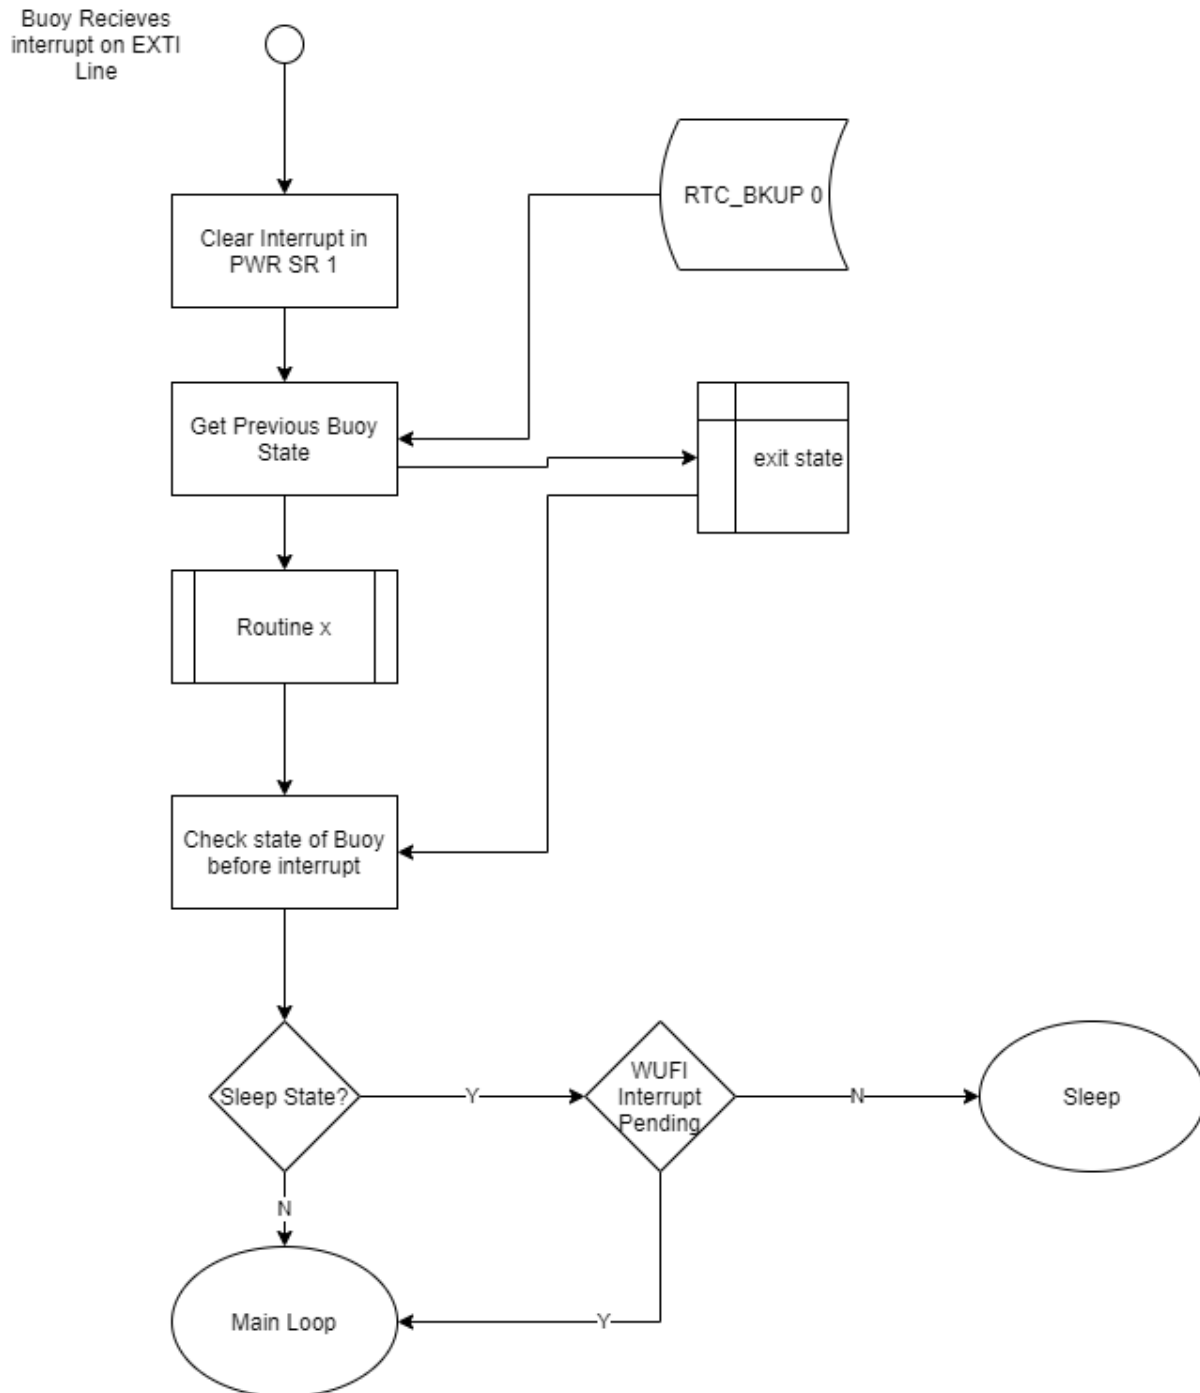 Buoy Recieves
interrupt on EXTI
Line
RTC_BKUP 0
Clear Interrupt in
PWR SR 1
Get Previous Buoy
State
exit state
Routine x
Check state of Buoy
before interrupt
Sleep State?
Y
WUFI
Interrupt
Pending
N
Sleep
N
Main Loop
Y